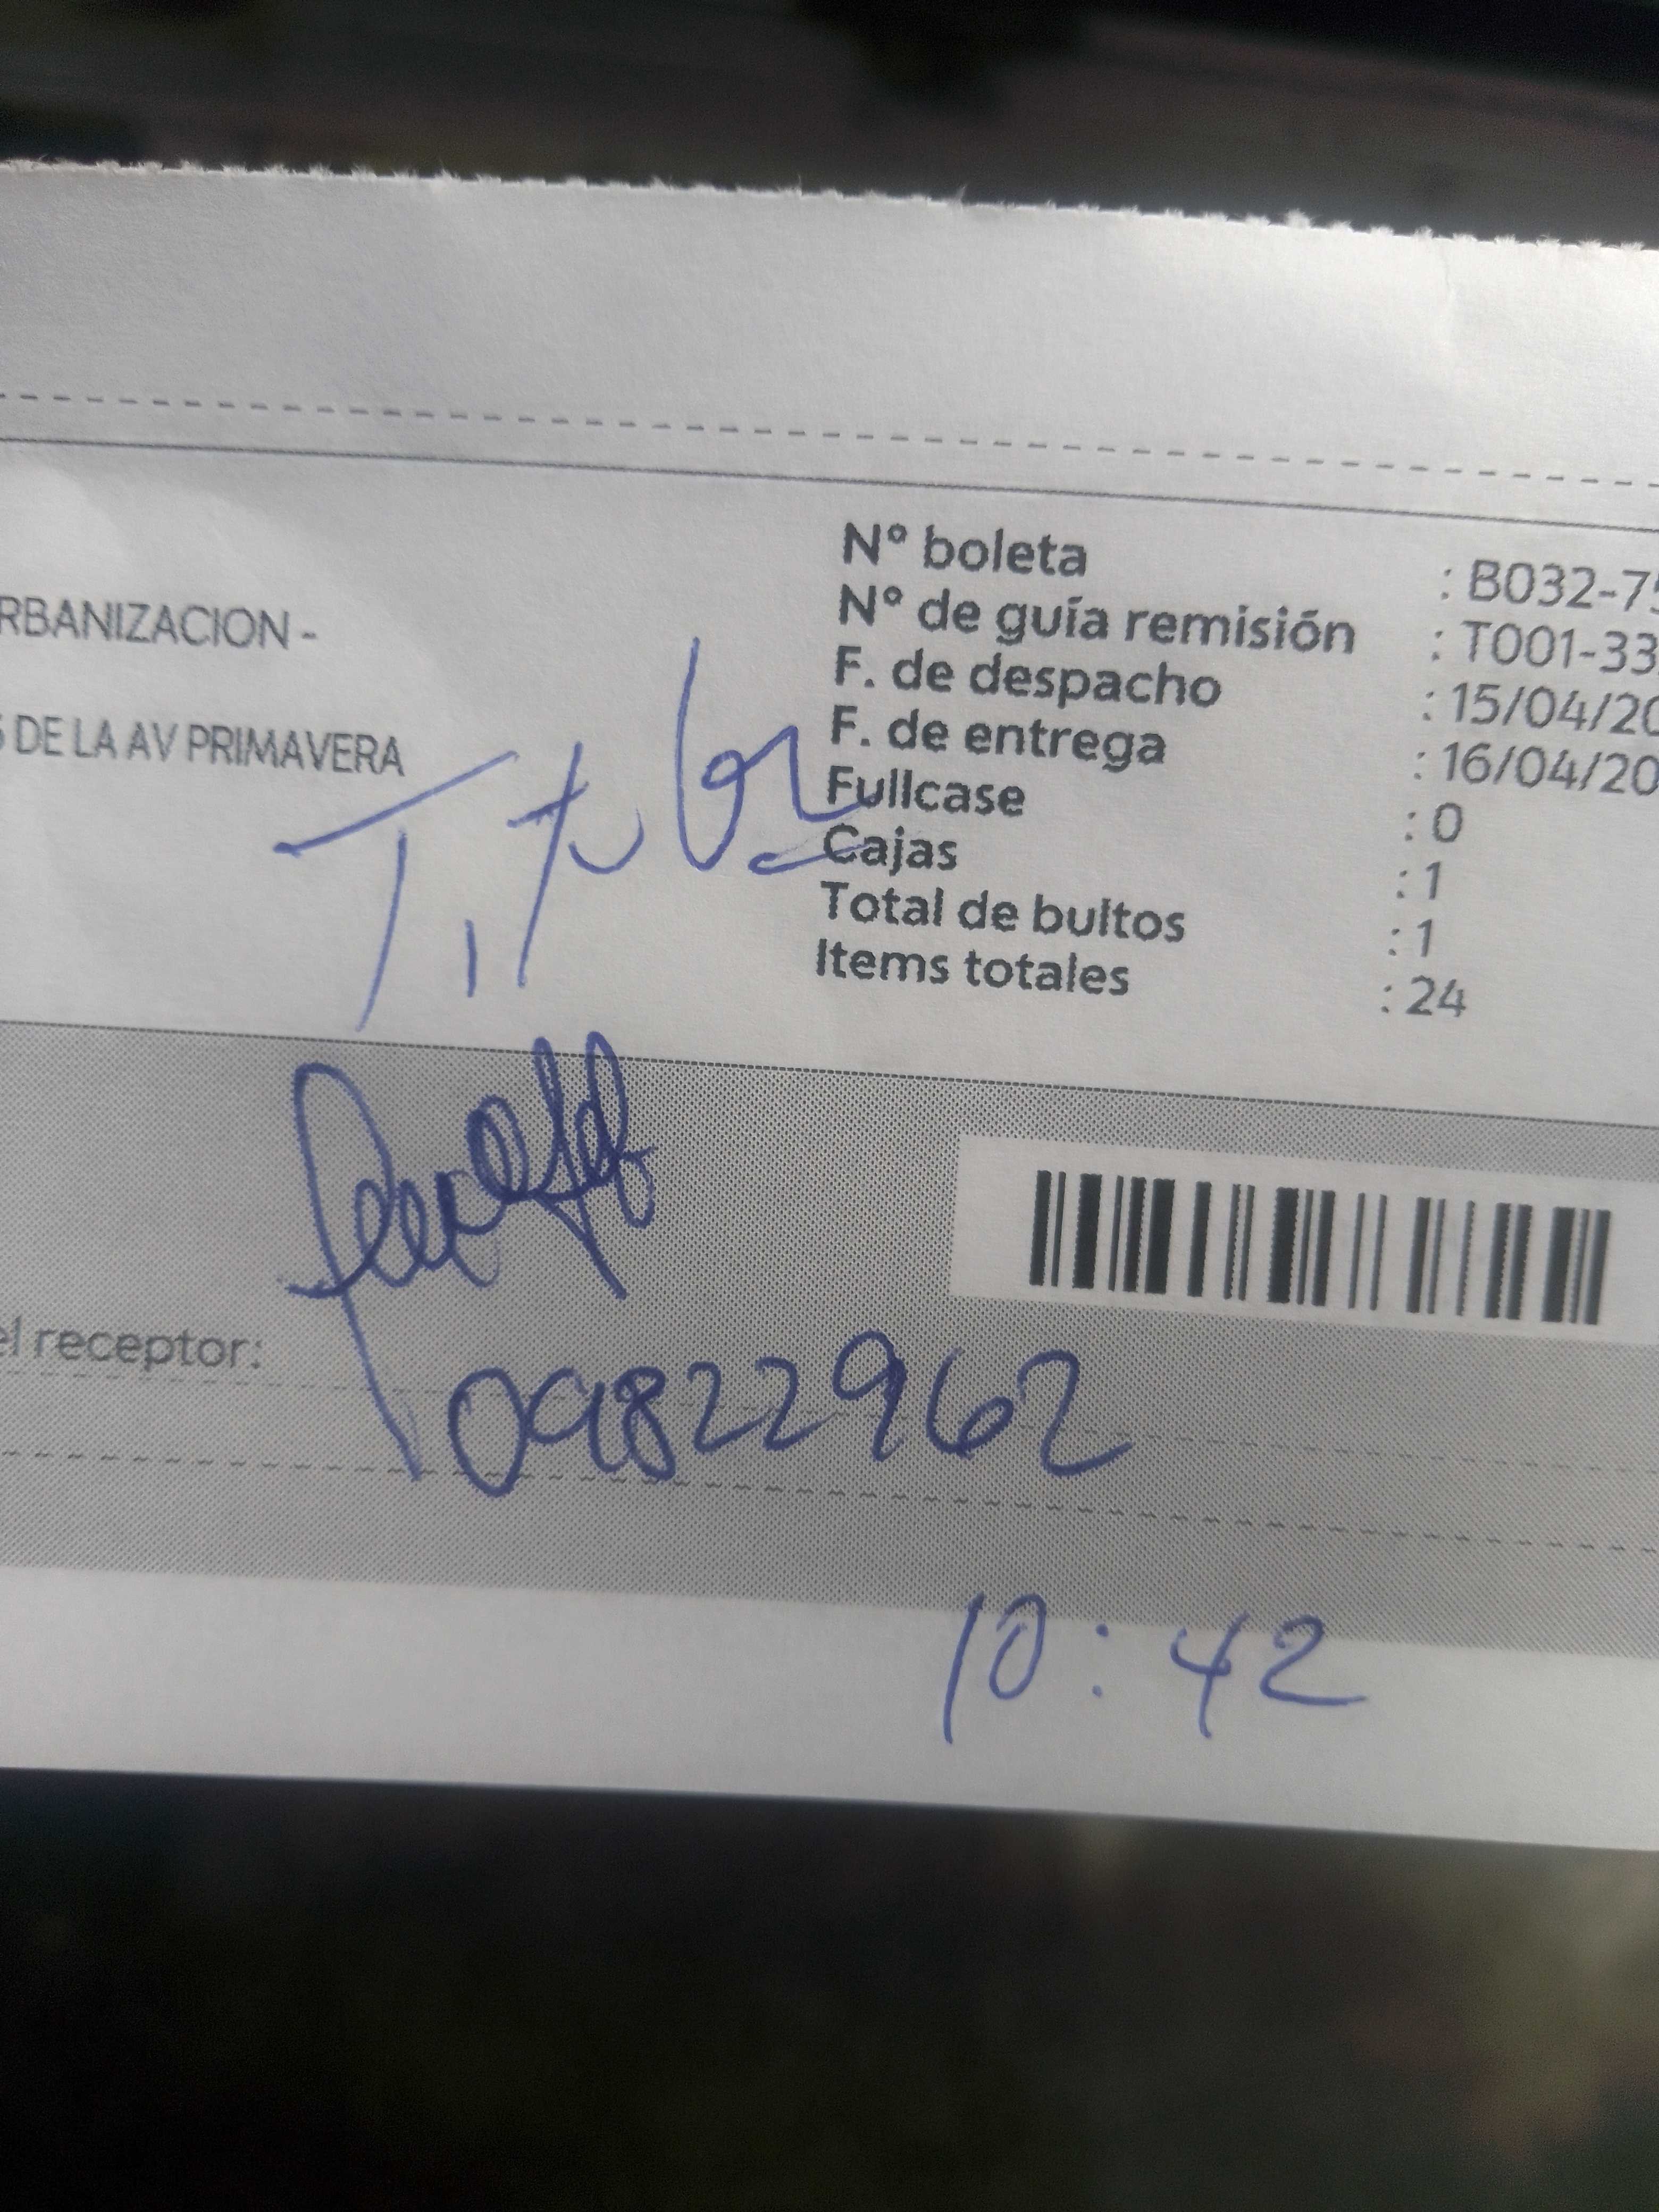 N° boleta : B032-75
RBANIZACION - N° de guía remisión : T001-33
F. de despacho : 15/04/20
DE LA AV PRIMAVERA F. de entrega : 16/04/20
Fullcase : 0
Cajas : 1
Total de bultos : 1
Items totales : 24
el receptor:
09822962
10:42